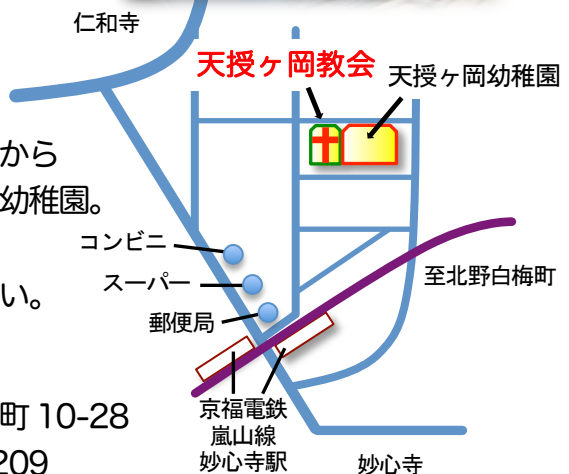 仁和寺
天授ヶ岡教会
天授ヶ岡幼稚園
から
幼稚園。
コンビニ
スーパー
い。
至北野白梅町
郵便局
町 10-28
京福電鉄
嵐山線
妙心寺駅
209
妙心寺